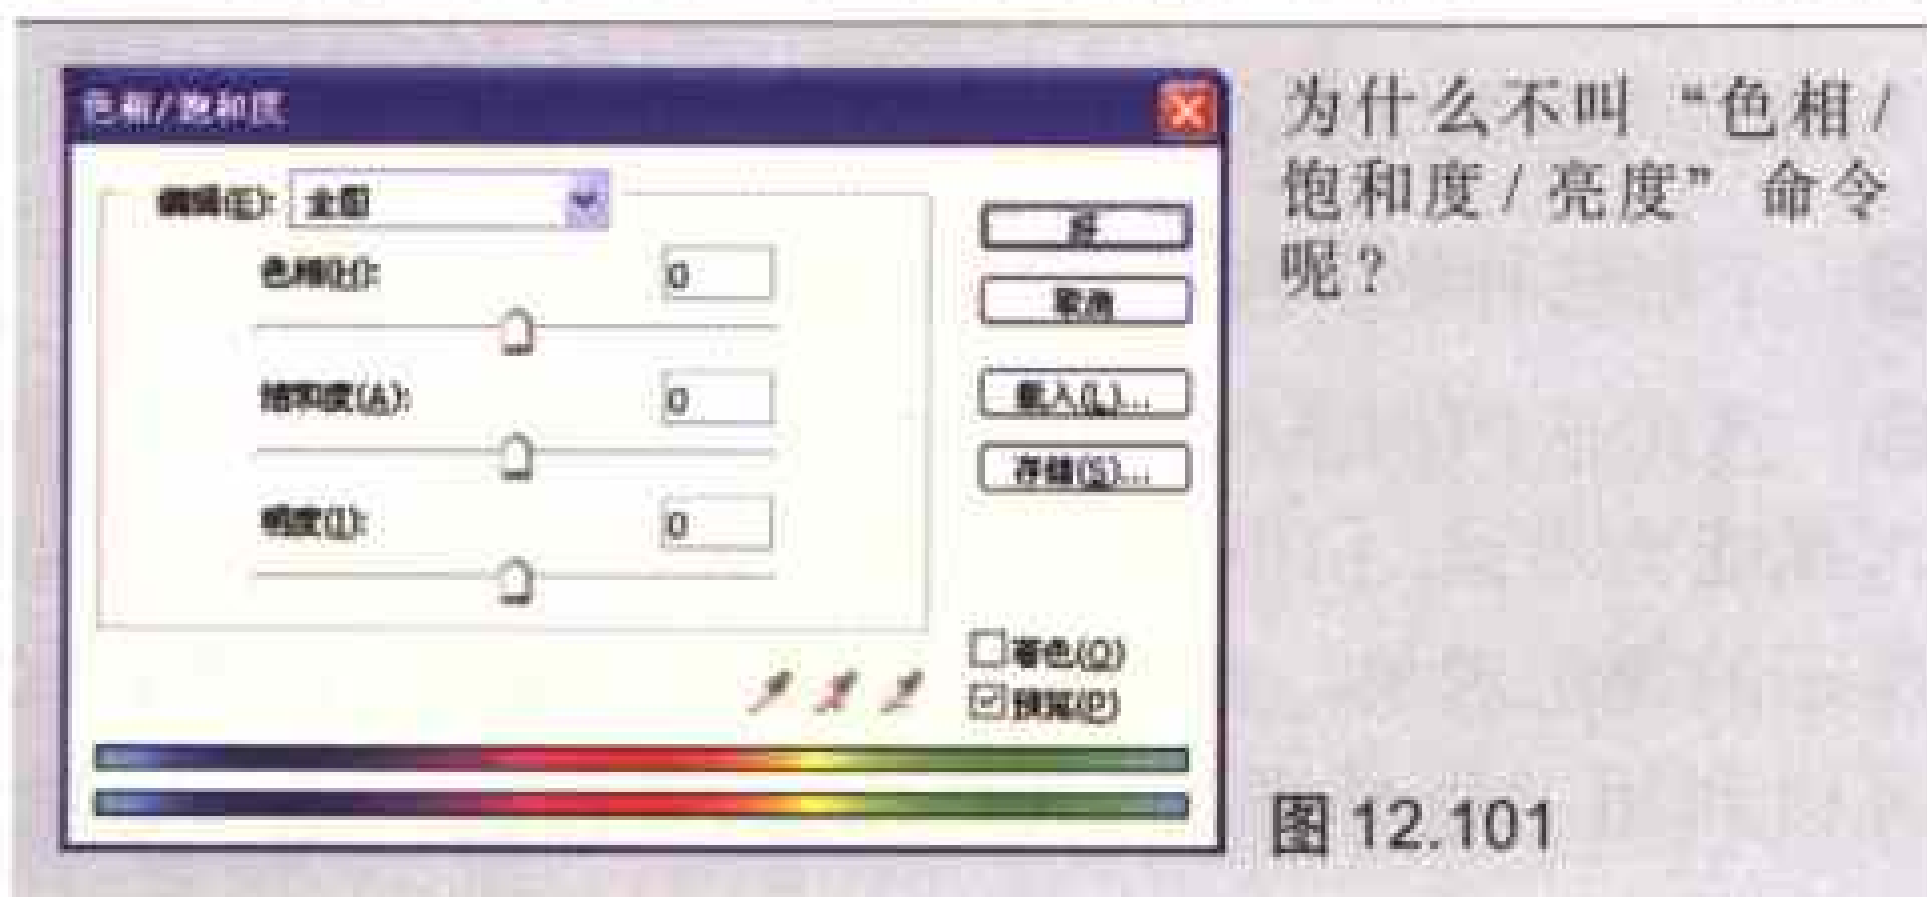 色相/饱和度
编辑(E): 全图
色相(H): 0
饱和度(A): 0
明度(I): 0
好
取消
载入(L)...
存储(S)...
着色(O)
预览(P)
为什么不叫 “色相 /
饱和度 / 亮度” 命令
呢？
图 12.101